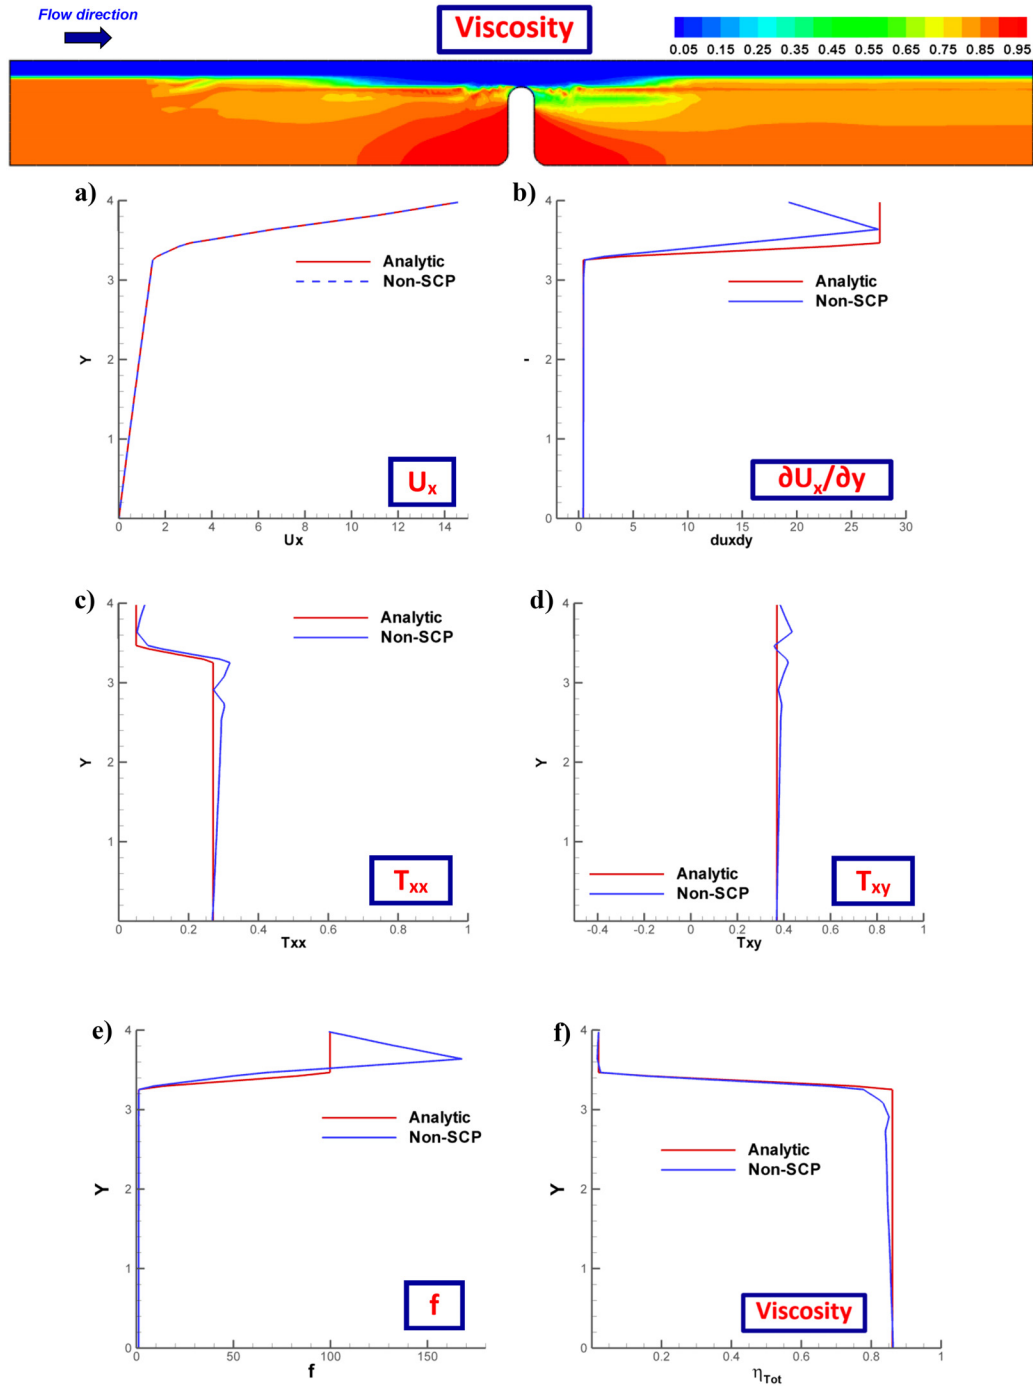 Flow direction
Viscosity
0.05 0.15 0.25 0.35 0.45 0.55 0.65 0.75 0.85 0.95
a)
4
3
2
1
0
Y
Analytic
Non-SCP
Ux
0 2 4 6 8 10 12 14
Ux
b)
4
3
2
1
-2
Analytic
Non-SCP
∂Ux/∂y
0 5 10 15 20 25 30
duxdy
c)
4
3
2
1
Y
Analytic
Non-SCP
Txx
0 0.2 0.4 0.6 0.8 1
Txx
d)
4
3
2
1
Y
Analytic
Non-SCP
Txy
-0.4 -0.2 0 0.2 0.4 0.6 0.8 1
Txy
e)
4
3
2
1
0
Y
Analytic
Non-SCP
f
0 50 100 150
f
f)
4
3
2
1
0
Y
Analytic
Non-SCP
Viscosity
0.2 0.4 0.6 0.8 1
ηTot